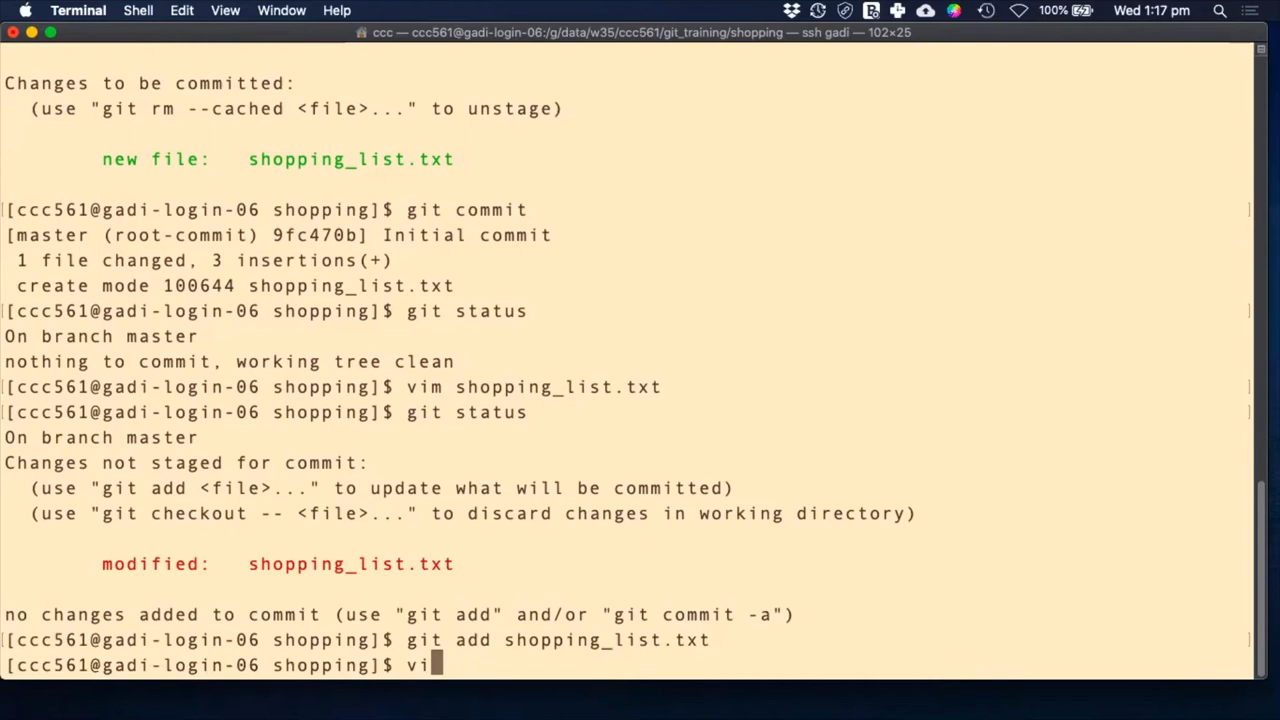 Terminal Shell Edit View Window Help 100% Wed 1:17 pm
ccc — ccc561@gadi-login-06:/g/data/w35/ccc561/git_training/shopping — ssh gadi — 102×25
Changes to be committed:
(use "git rm --cached <file>..." to unstage)
new file: shopping_list.txt
[ccc561@gadi-login-06 shopping]$ git commit
[master (root-commit) 9fc470b] Initial commit
1 file changed, 3 insertions(+)
create mode 100644 shopping_list.txt
[ccc561@gadi-login-06 shopping]$ git status
On branch master
nothing to commit, working tree clean
[ccc561@gadi-login-06 shopping]$ vim shopping_list.txt
[ccc561@gadi-login-06 shopping]$ git status
On branch master
Changes not staged for commit:
(use "git add <file>..." to update what will be committed)
(use "git checkout -- <file>..." to discard changes in working directory)
modified: shopping_list.txt
no changes added to commit (use "git add" and/or "git commit -a")
[ccc561@gadi-login-06 shopping]$ git add shopping_list.txt
[ccc561@gadi-login-06 shopping]$ vi